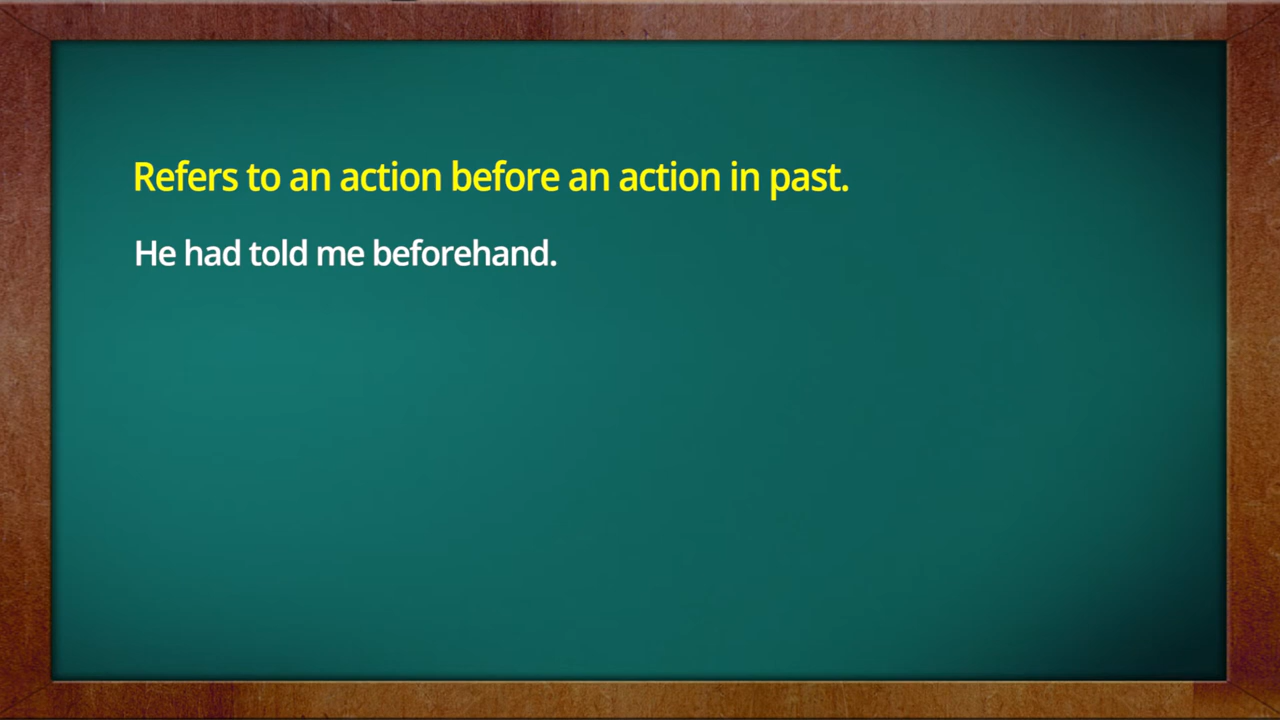 Refers to an action before an action in past.
He had told me beforehand.